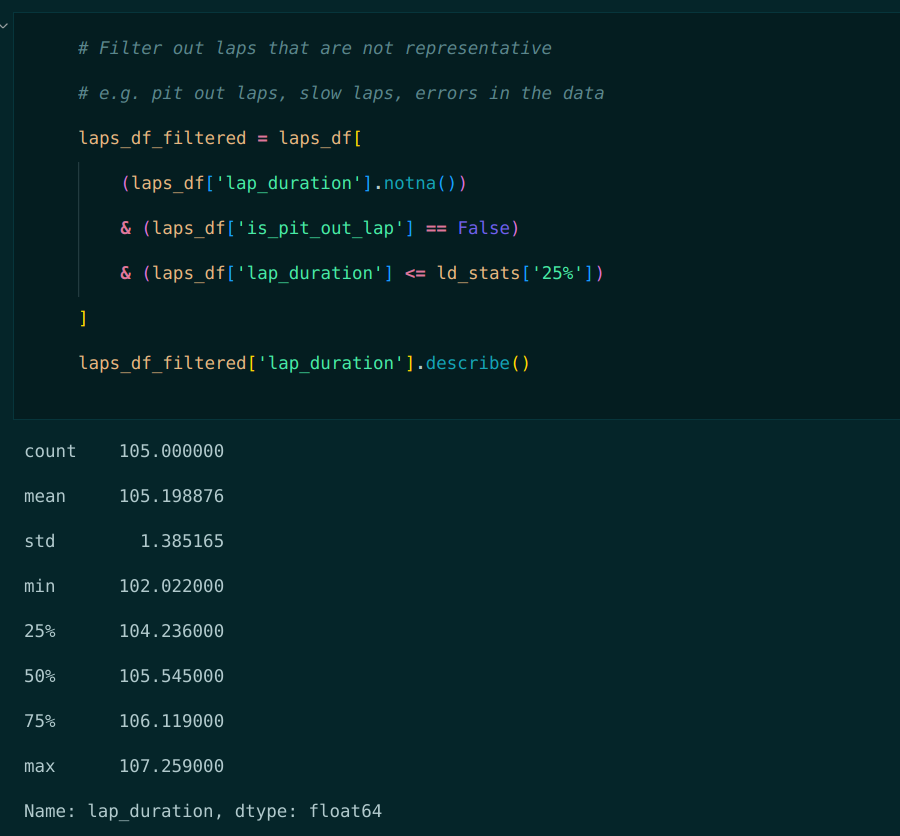 # Filter out laps that are not representative
# e.g. pit out laps, slow laps, errors in the data
laps_df_filtered = laps_df[
    (laps_df['lap_duration'].notna())
    & (laps_df['is_pit_out_lap'] == False)
    & (laps_df['lap_duration'] <= ld_stats['25%'])
]
laps_df_filtered['lap_duration'].describe()
count    105.000000
mean     105.198876
std        1.385165
min      102.022000
25%      104.236000
50%      105.545000
75%      106.119000
max      107.259000
Name: lap_duration, dtype: float64